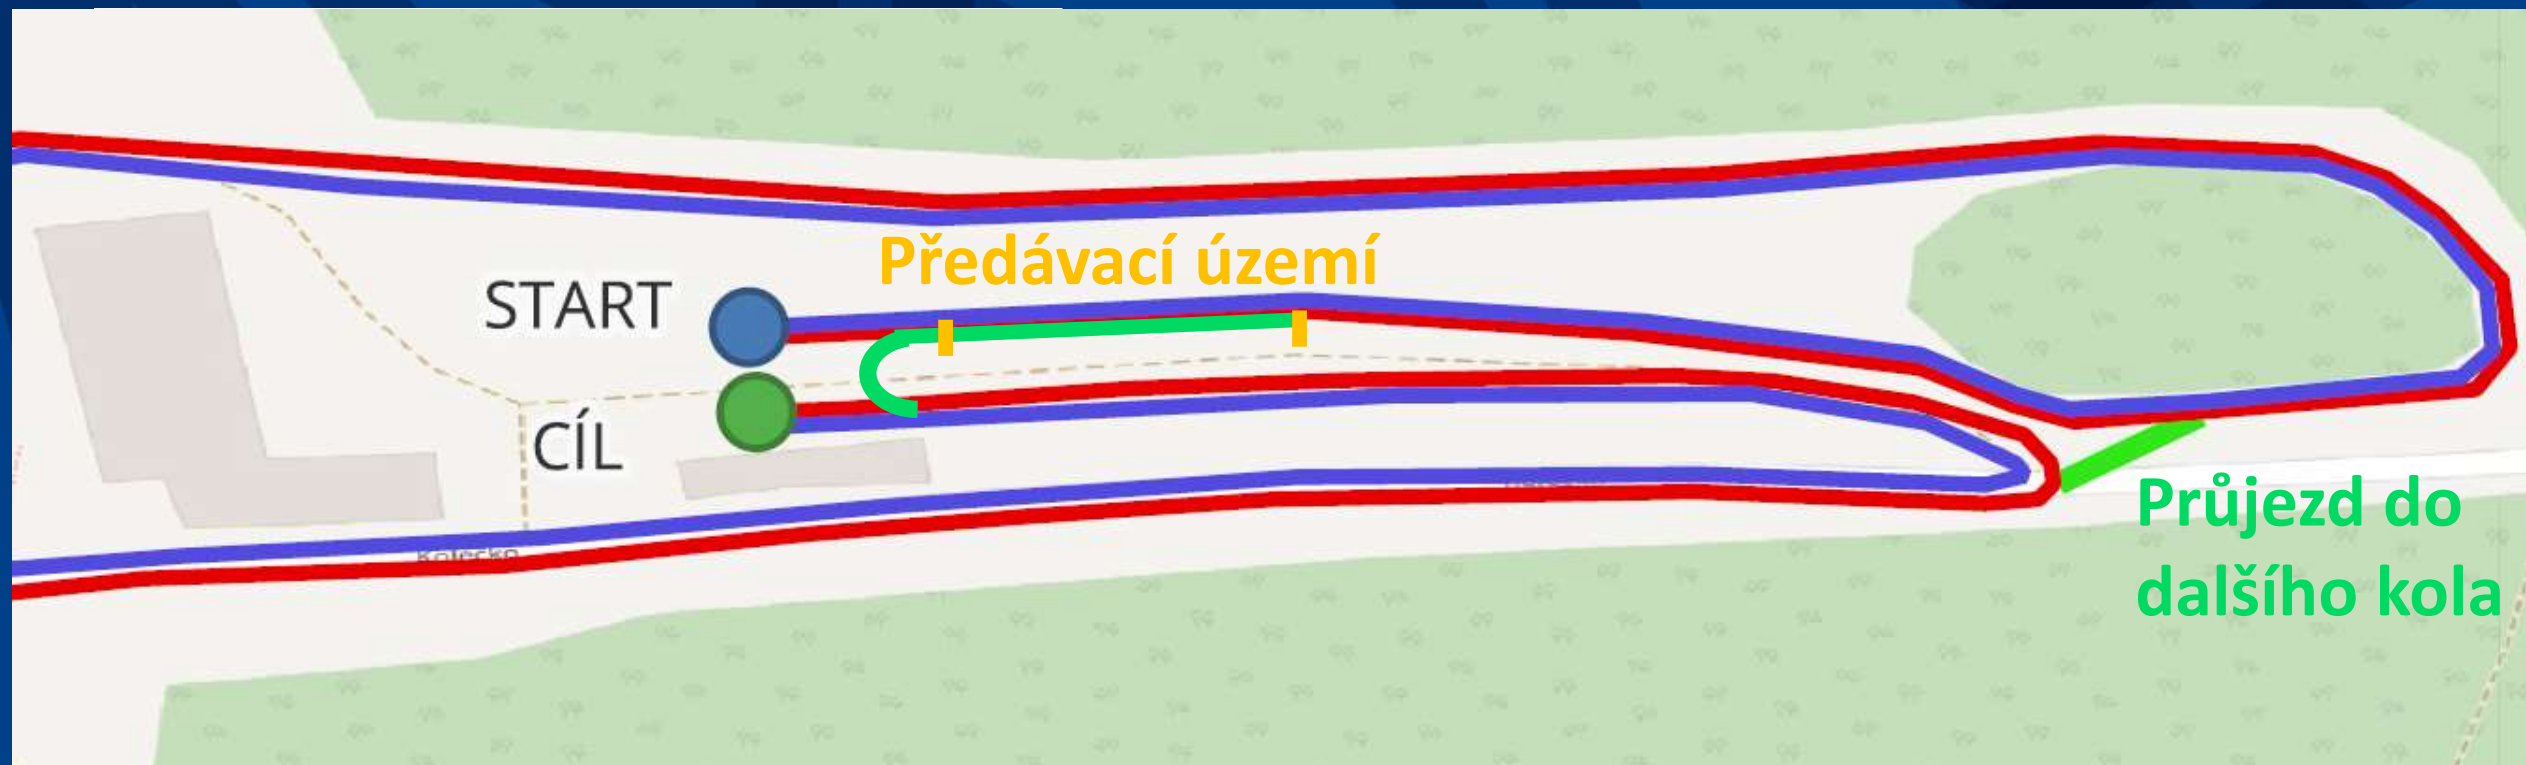 Předávací území
START
CÍL
Průjezd do
dalšího kola